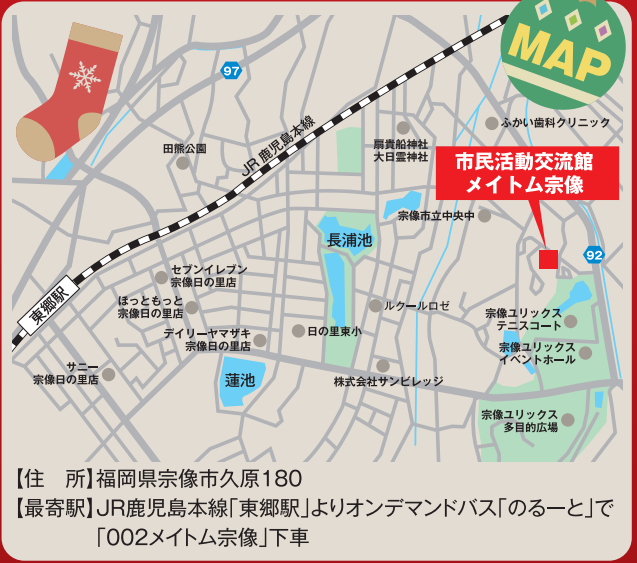 MAP
97
ふかい歯科クリニック
JR 鹿児島本線
扇貴船神社
大日霊神社
田熊公園
市民活動交流館
メイトム宗像
宗像市立中央中
長浦池
92
セブンイレブン
宗像日の里店
東郷駅
ほっともっと
宗像日の里店
ルクールロゼ
宗像ユリックス
テニスコート
デイリーヤマザキ
宗像日の里店
日の里東小
宗像ユリックス
イベントホール
サニー
宗像日の里店
蓮池
株式会社サンビレッジ
宗像ユリックス
多目的広場
【住　所】福岡県宗像市久原180
【最寄駅】JR鹿児島本線「東郷駅」よりオンデマンドバス「のるーと」で
「002メイトム宗像」下車